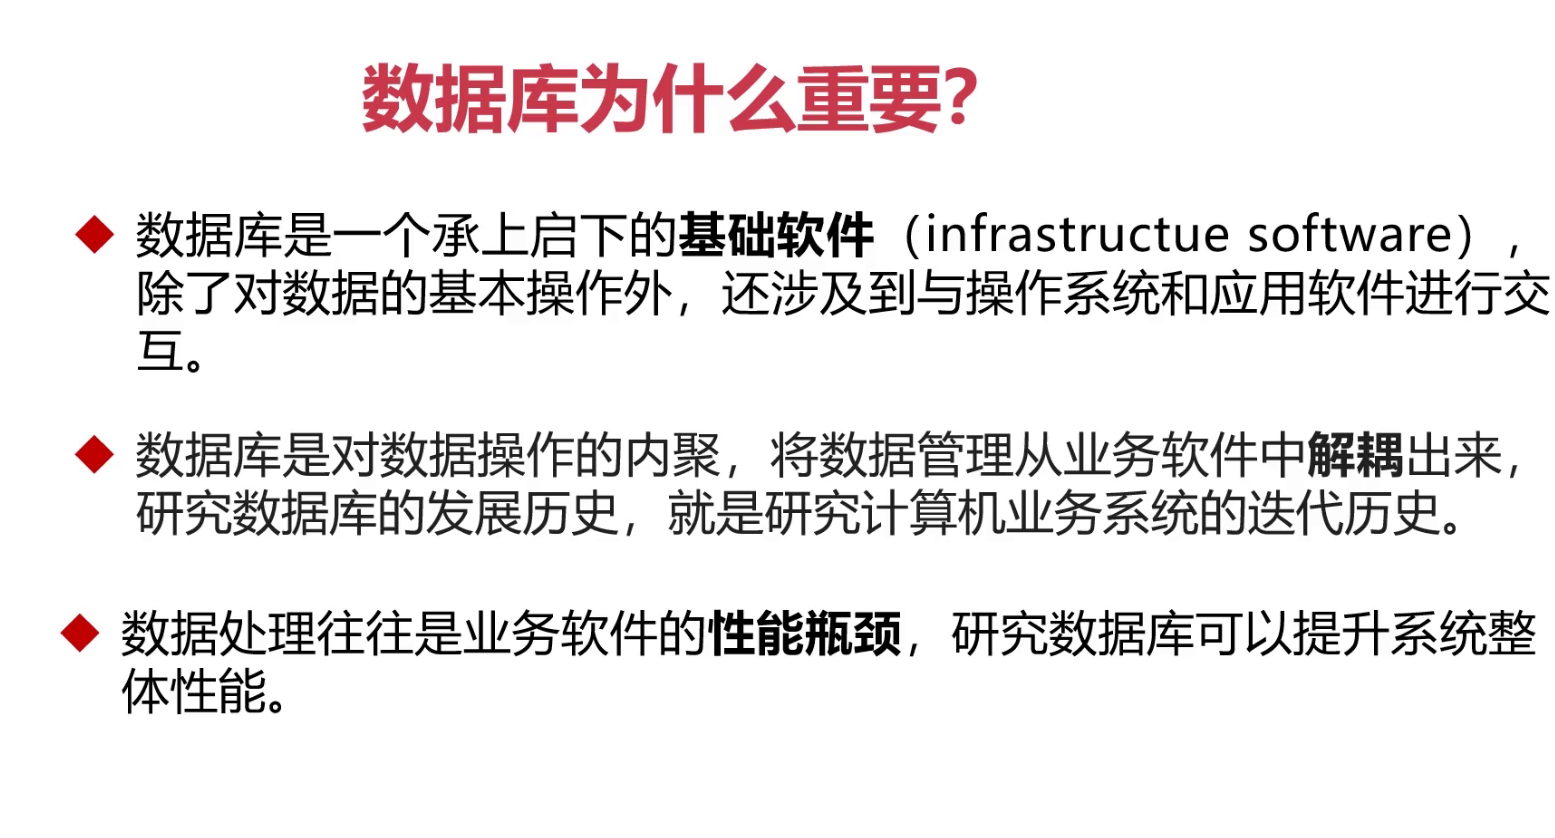 数据库为什么重要?
数据库是一个承上启下的基础软件（infrastructue software），
除了对数据的基本操作外，还涉及到与操作系统和应用软件进行交
互。
数据库是对数据操作的内聚，将数据管理从业务软件中解耦出来，
研究数据库的发展历史，就是研究计算机业务系统的迭代历史。
数据处理往往是业务软件的性能瓶颈，研究数据库可以提升系统整
体性能。